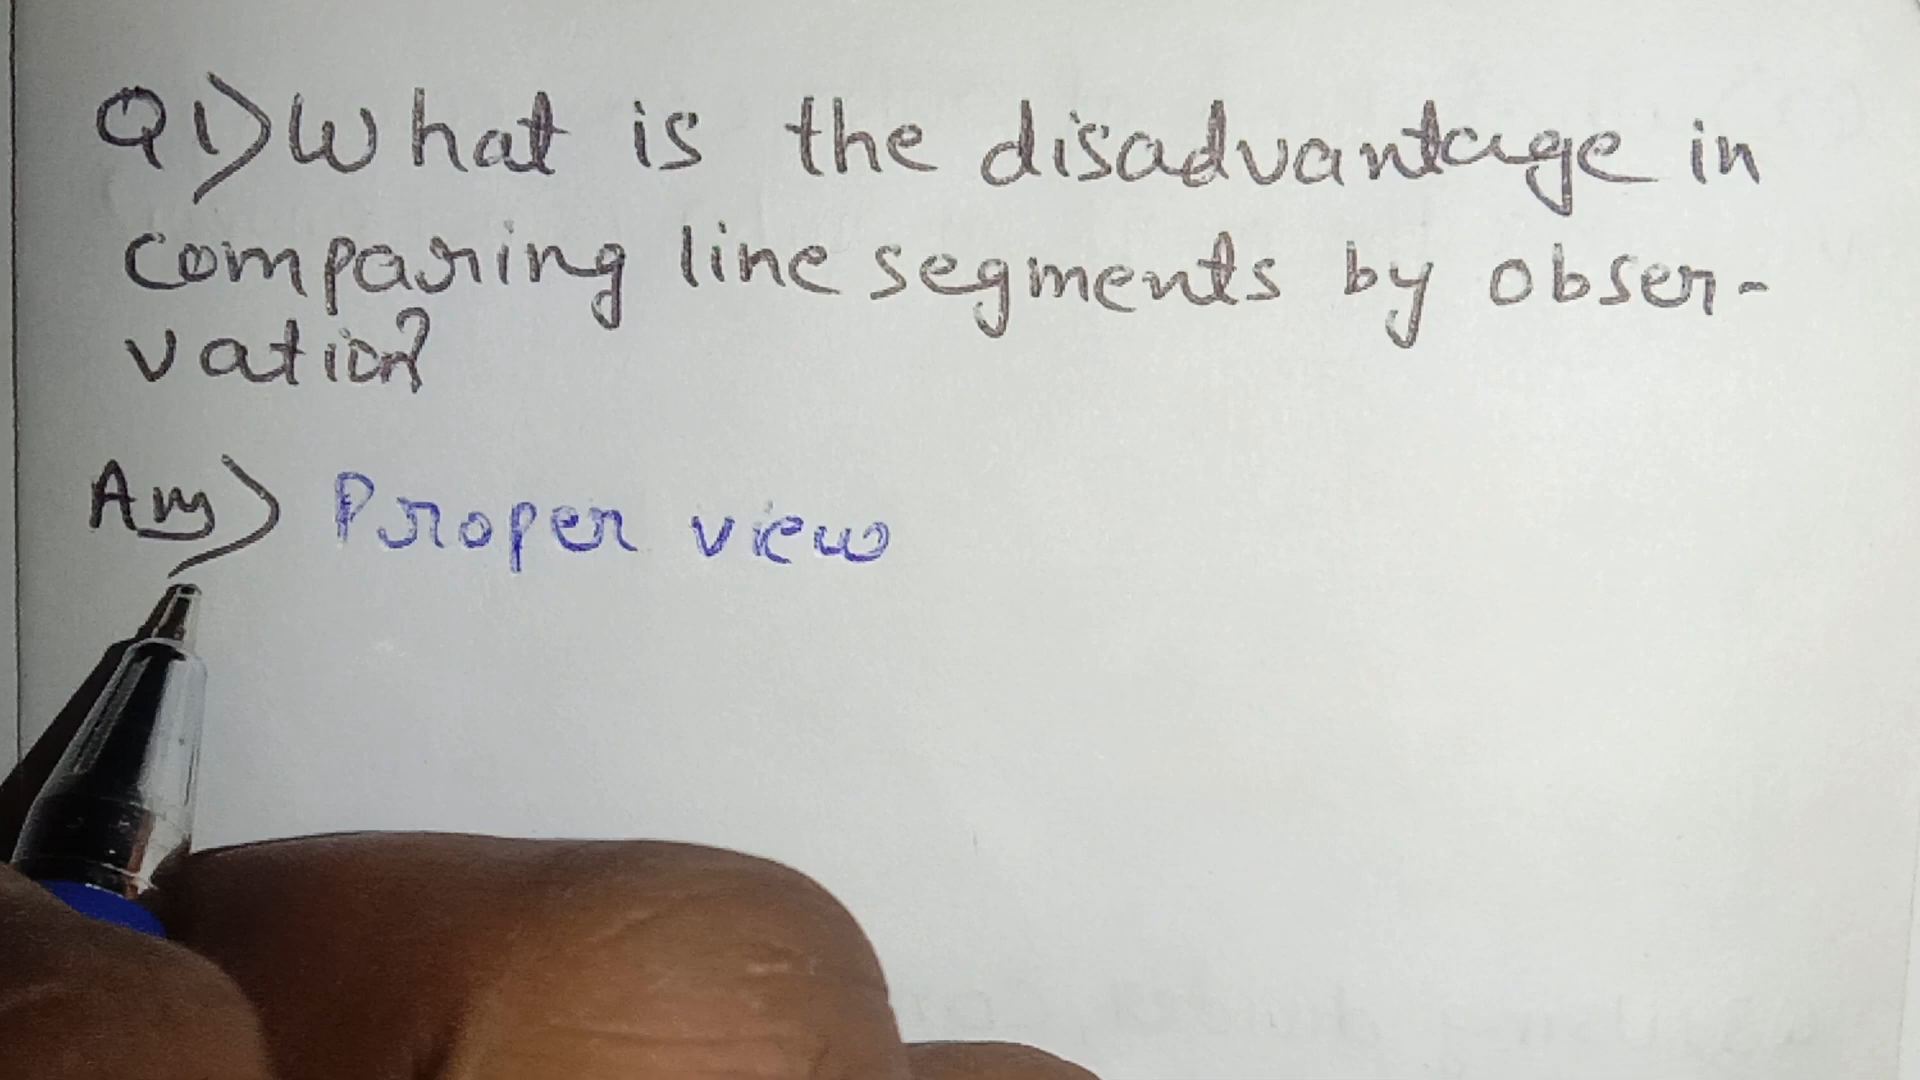 Q1) What is the disadvantage in
comparing line segments by obser-
vation?
Ans) Proper view